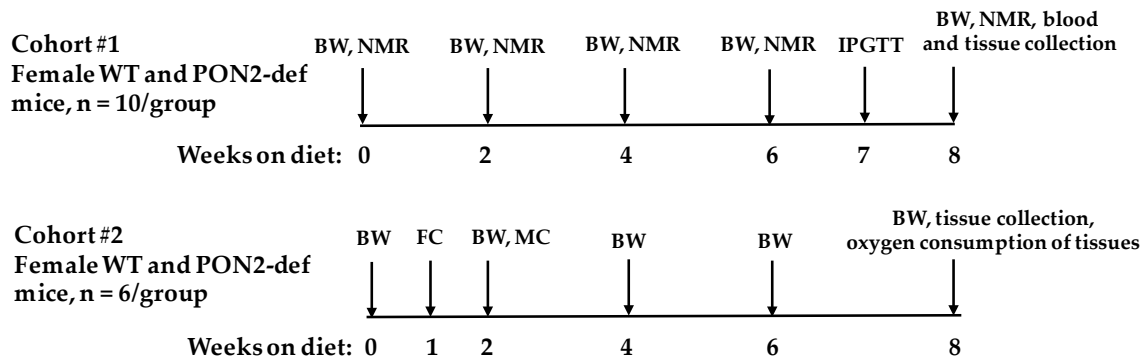 Cohort #1
Female WT and PON2-def
mice, n = 10/group
BW, NMR BW, NMR BW, NMR BW, NMR IPGTT
BW, NMR, blood
and tissue collection
Weeks on diet: 0 2 4 6 7 8
Cohort #2
Female WT and PON2-def
mice, n = 6/group
BW FC BW, MC BW BW
BW, tissue collection,
oxygen consumption of tissues
Weeks on diet: 0 1 2 4 6 8